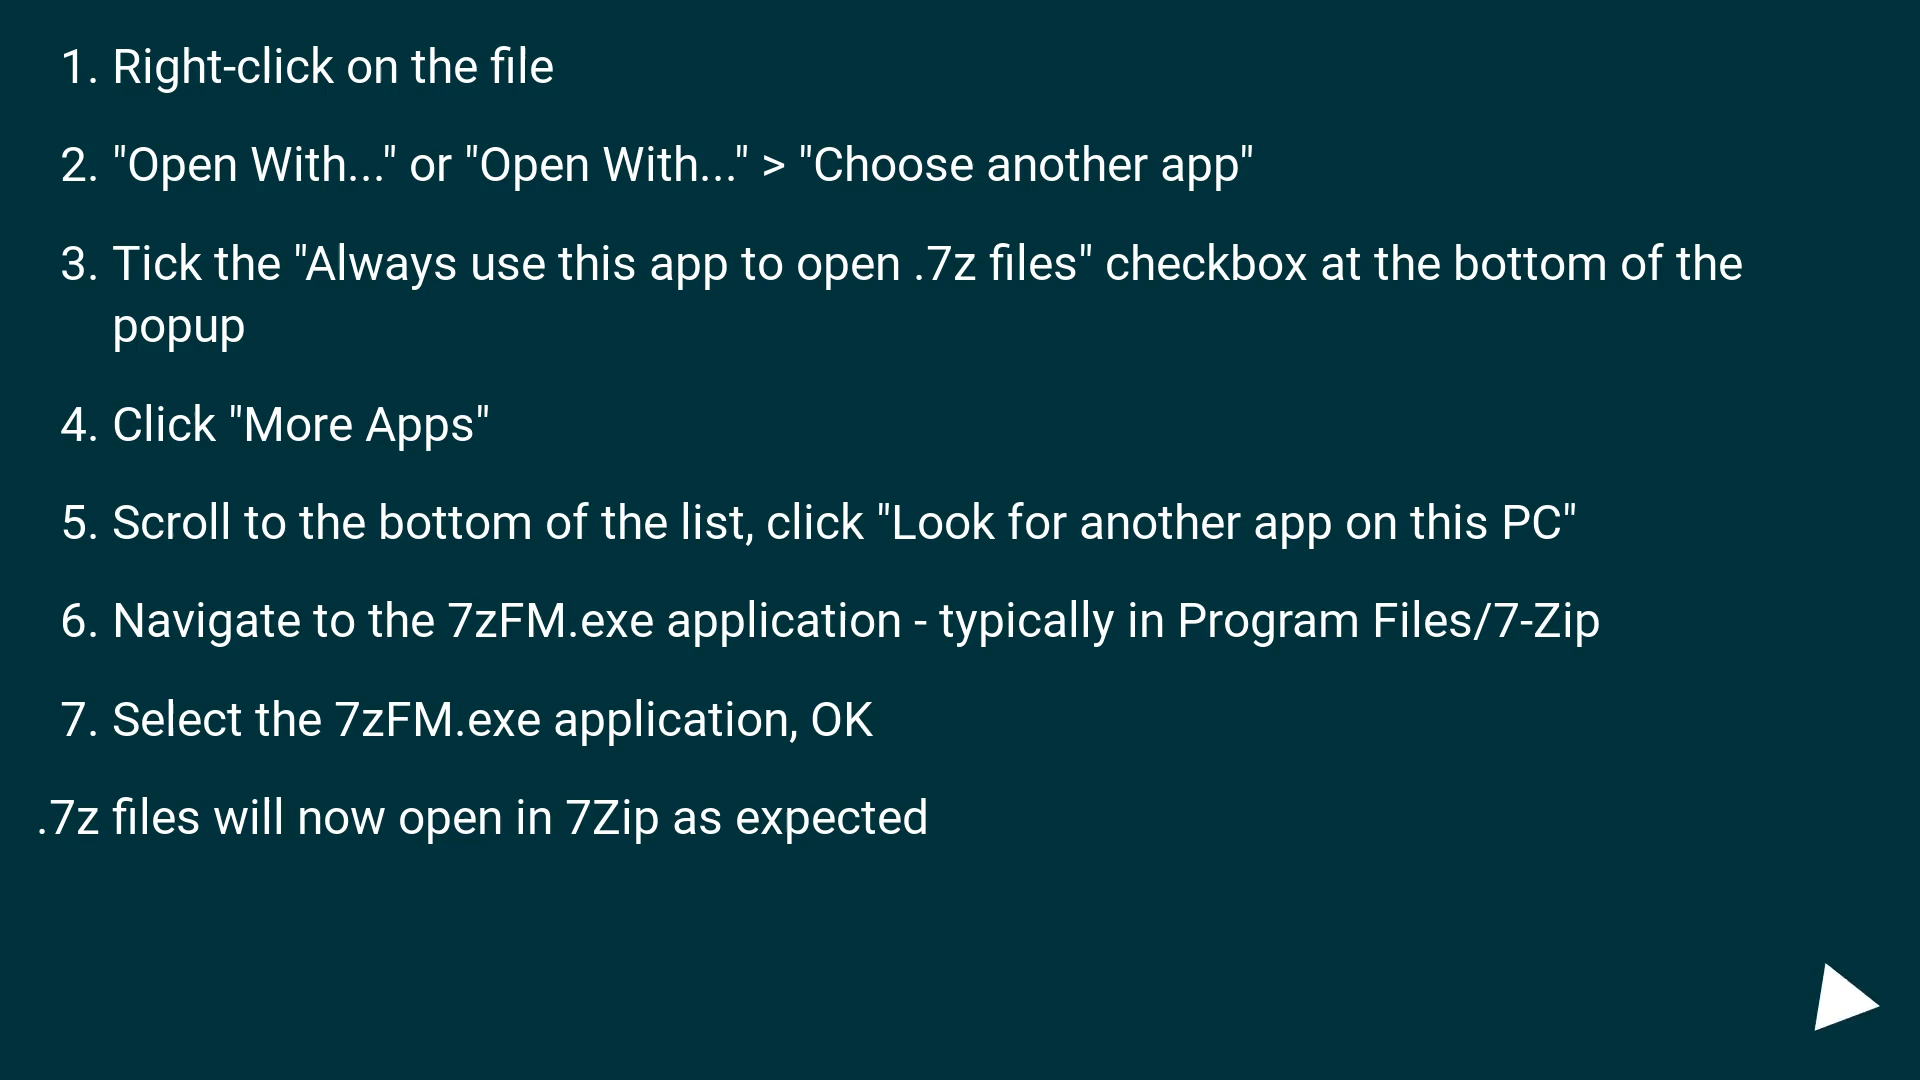 1. Right-click on the file
2. "Open With..." or "Open With..." > "Choose another app"
3. Tick the "Always use this app to open .7z files" checkbox at the bottom of the
popup
4. Click "More Apps"
5. Scroll to the bottom of the list, click "Look for another app on this PC"
6. Navigate to the 7zFM.exe application - typically in Program Files/7-Zip
7. Select the 7zFM.exe application, OK
.7z files will now open in 7Zip as expected